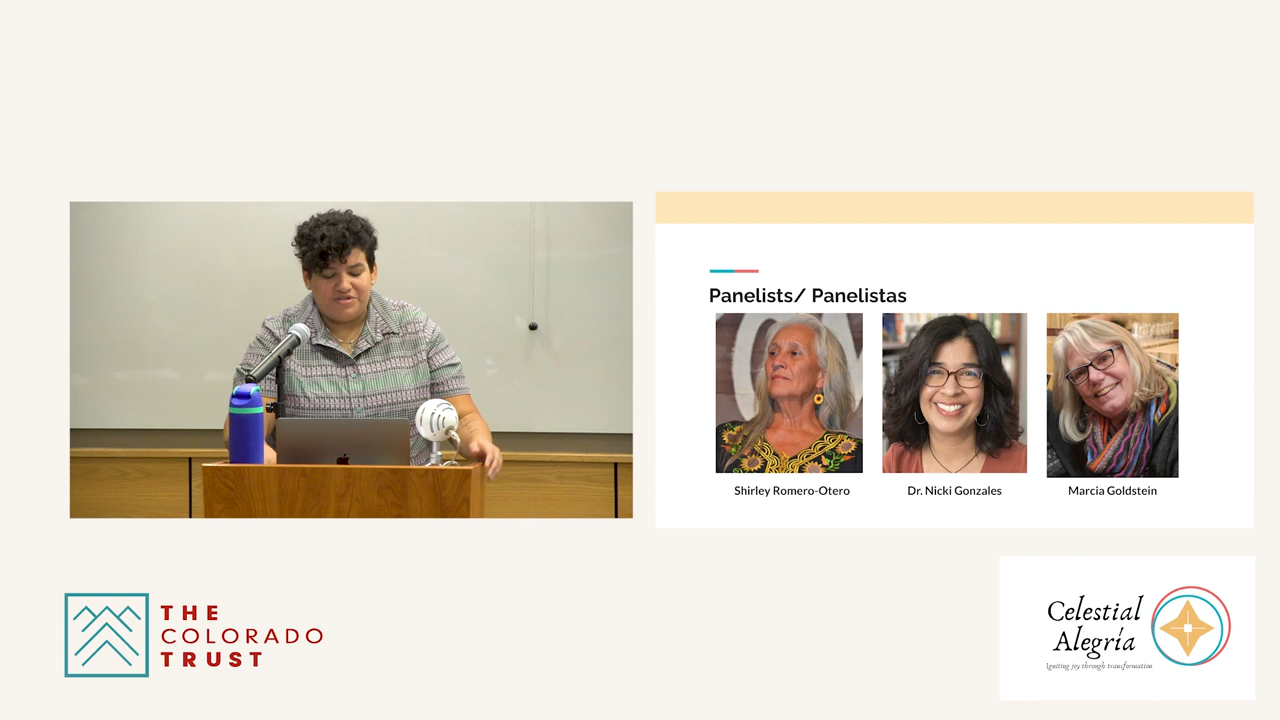 Panelists/ Panelistas
Shirley Romero-Otero
Dr. Nicki Gonzales
Marcia Goldstein
THE
COLORADO
TRUST
Celestial
Alegría
Igniting joy through transformation